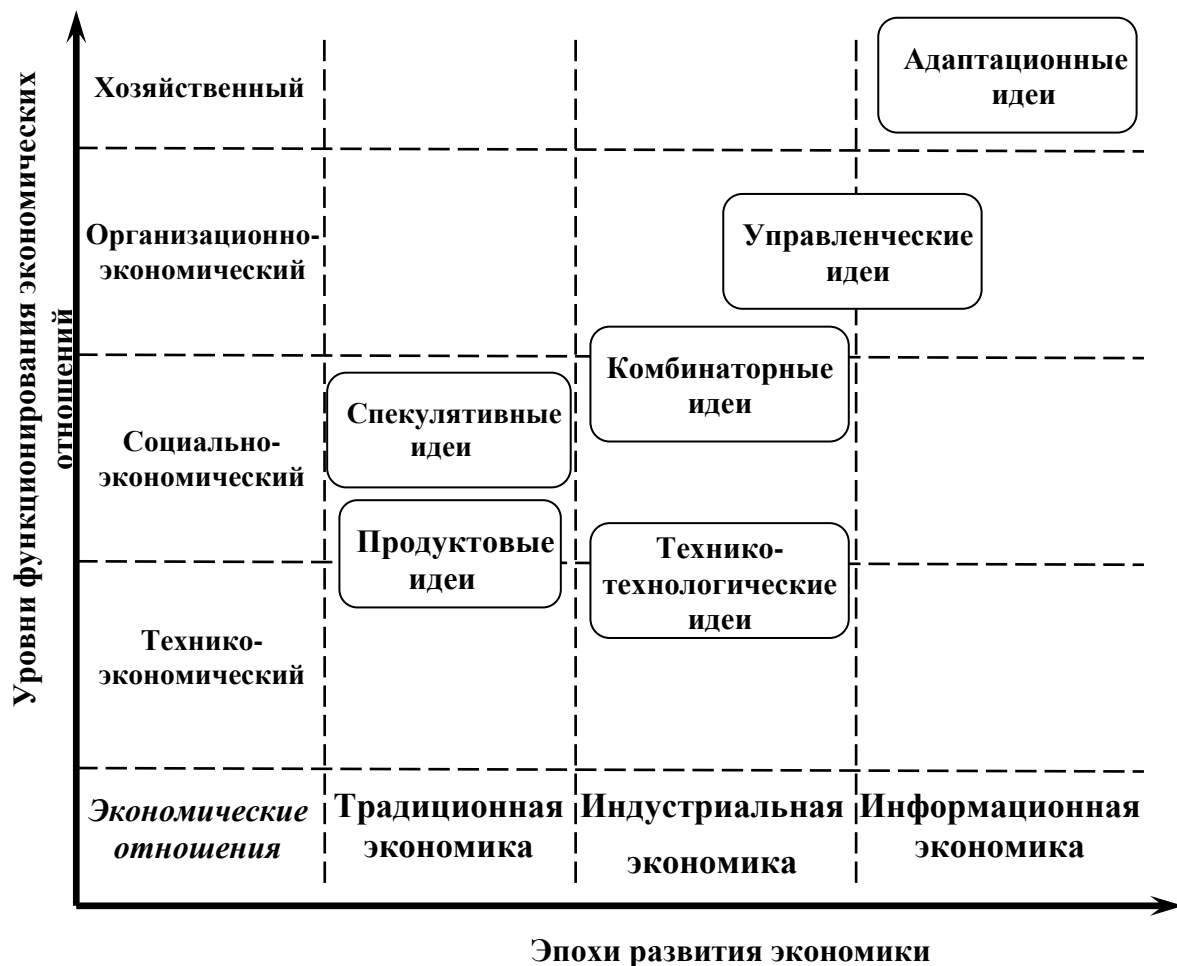 Уровни функционирования экономических
отношений
Хозяйственный
Адаптационные
идеи
Организационно-
экономический
Управленческие
идеи
Социально-
экономический
Спекулятивные
идеи
Комбинаторные
идеи
Продуктовые
идеи
Технико-
технологические
идеи
Технико-
экономический
Экономические
отношения
Традиционная
экономика
Индустриальная
экономика
Информационная
экономика
Эпохи развития экономики